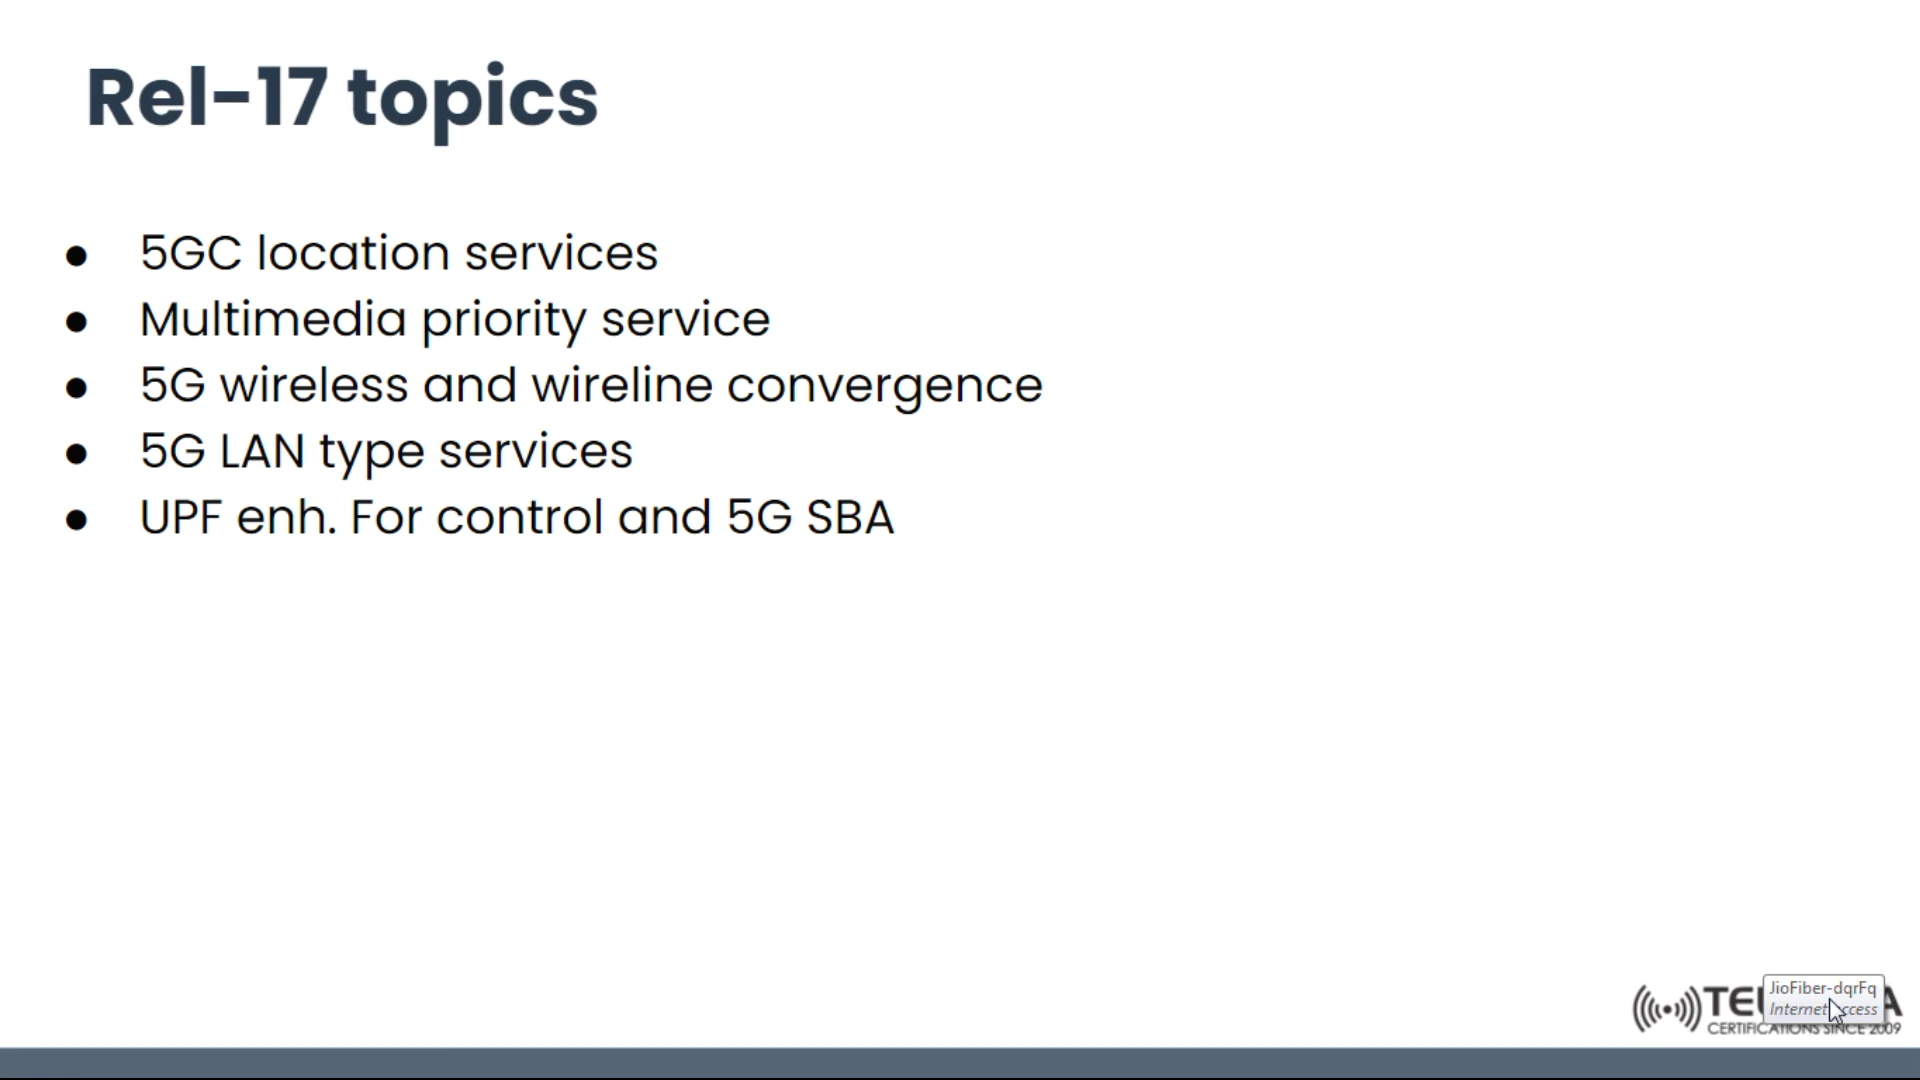 Rel-17 topics
● 5GC location services
● Multimedia priority service
● 5G wireless and wireline convergence
● 5G LAN type services
● UPF enh. For control and 5G SBA
JioFiber-dqrFq
Internet access
CERTIFICATIONS SINCE 2009